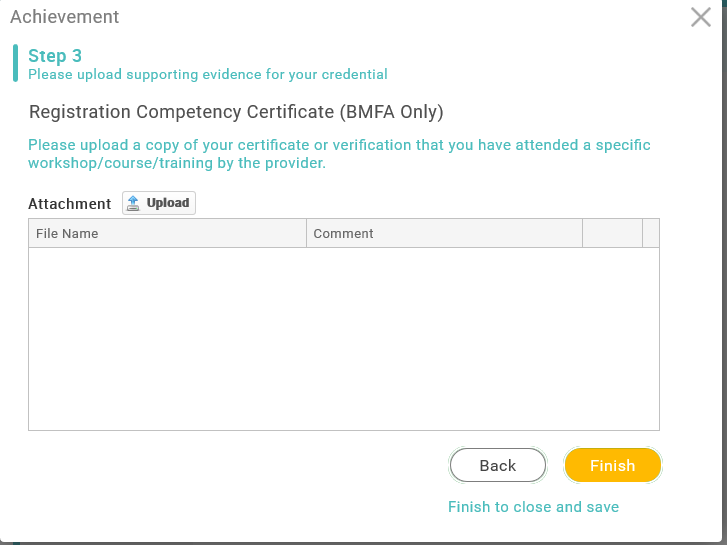 Achievement
Step 3
Please upload supporting evidence for your credential
Registration Competency Certificate (BMFA Only)
Please upload a copy of your certificate or verification that you have attended a specific
workshop/course/training by the provider.
Attachment Upload
File Name Comment
Back Finish
Finish to close and save